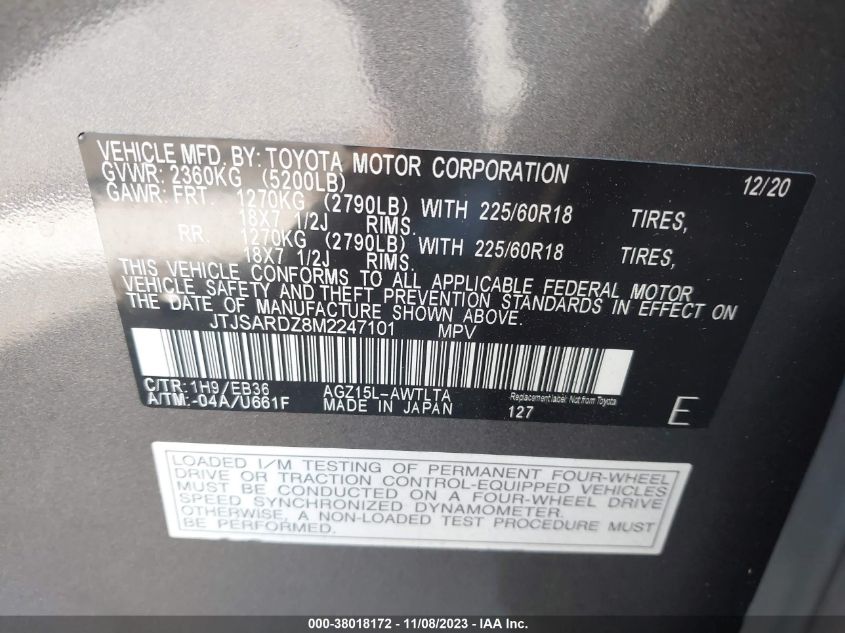 VEHICLE MFD. BY: TOYOTA MOTOR CORPORATION 12/20
GVWR: 2360KG (5200LB)
GAWR: FRT. 1270KG (2790LB) WITH 225/60R18 TIRES,
18X7 1/2J RIMS.
RR. 1270KG (2790LB) WITH 225/60R18 TIRES,
18X7 1/2J RIMS.
THIS VEHICLE CONFORMS TO ALL APPLICABLE FEDERAL MOTOR
VEHICLE SAFETY AND THEFT PREVENTION STANDARDS IN EFFECT ON
THE DATE OF MANUFACTURE SHOWN ABOVE.
JTJSARDZ8M2247101 MPV
C/TR: 1H9/EB36 AGZ15L-AWTLTA Replacement label: Not from Toyota
A/TM: -04A/U661F MADE IN JAPAN 127 E
LOADED I/M TESTING OF PERMANENT FOUR-WHEEL
DRIVE OR TRACTION CONTROL-EQUIPPED VEHICLES
MUST BE CONDUCTED ON A FOUR-WHEEL DRIVE
SPEED SYNCHRONIZED DYNAMOMETER.
OTHERWISE, A NON-LOADED TEST PROCEDURE MUST
BE PERFORMED.
000-38018172 - 11/08/2023 - IAA Inc.